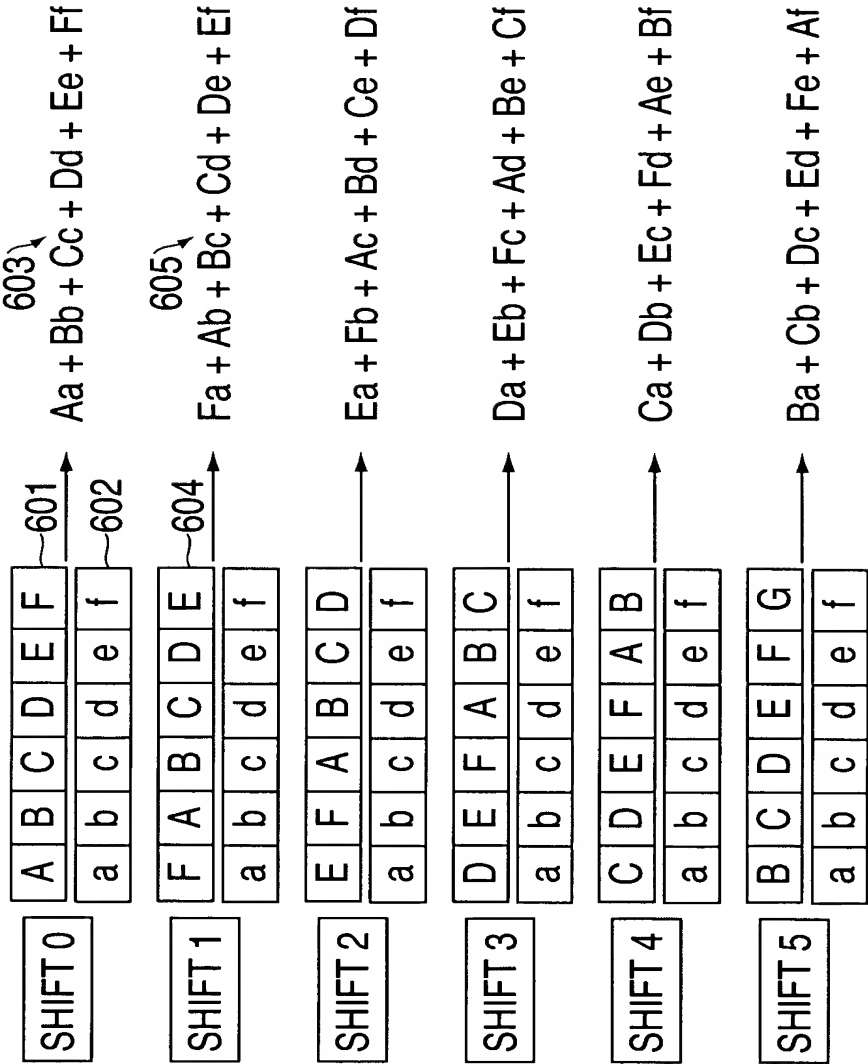 603
SHIFT 0 A B C D E F 601 Aa + Bb + Cc + Dd + Ee + Ff
a b c d e f 602
605
SHIFT 1 F A B C D E 604 Fa + Ab + Bc + Cd + De + Ef
a b c d e f
SHIFT 2 E F A B C D Ea + Fb + Ac + Bd + Ce + Df
a b c d e f
SHIFT 3 D E F A B C Da + Eb + Fc + Ad + Be + Cf
a b c d e f
SHIFT 4 C D E F A B Ca + Db + Ec + Fd + Ae + Bf
a b c d e f
SHIFT 5 B C D E F G Ba + Cb + Dc + Ed + Fe + Af
a b c d e f